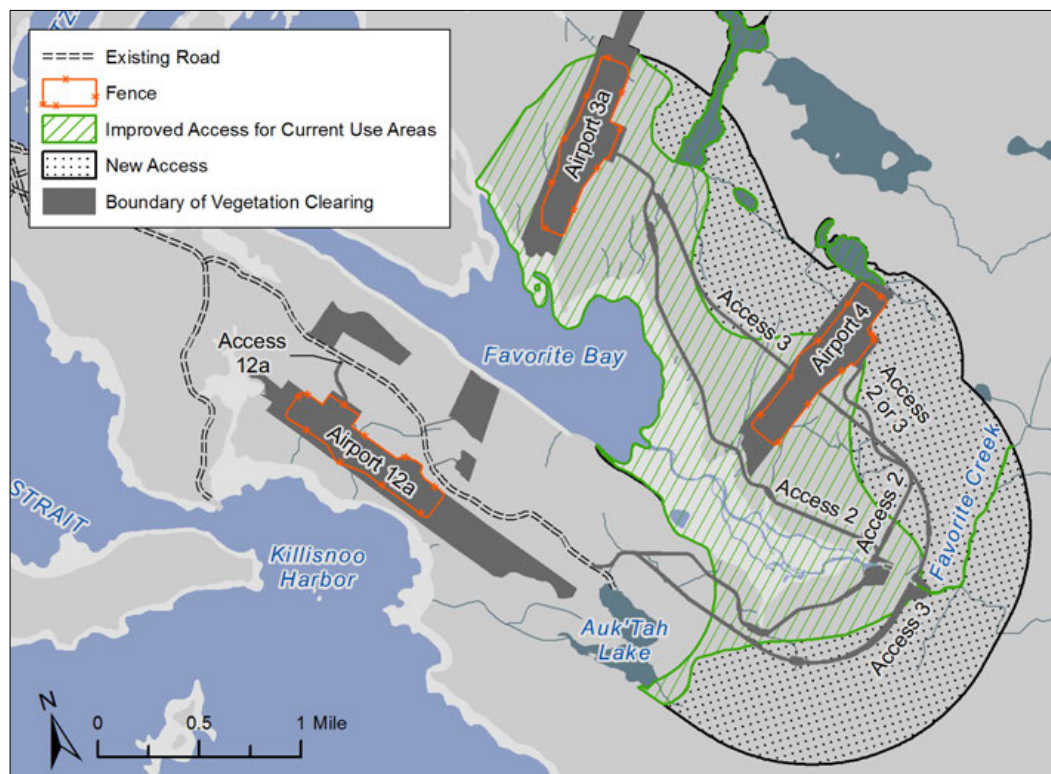 Existing Road
Fence
Improved Access for Current Use Areas
New Access
Boundary of Vegetation Clearing
Airport 3a
Access 3
Airport 4
Favorite Bay
Access
12a
Access
2 or 3
Airport 12a
Access 2
Access 2
Favorite Creek
STRAIT
Killisnoo
Harbor
Auk'Tah
Lake
Access 3
N
0
0.5
1 Mile